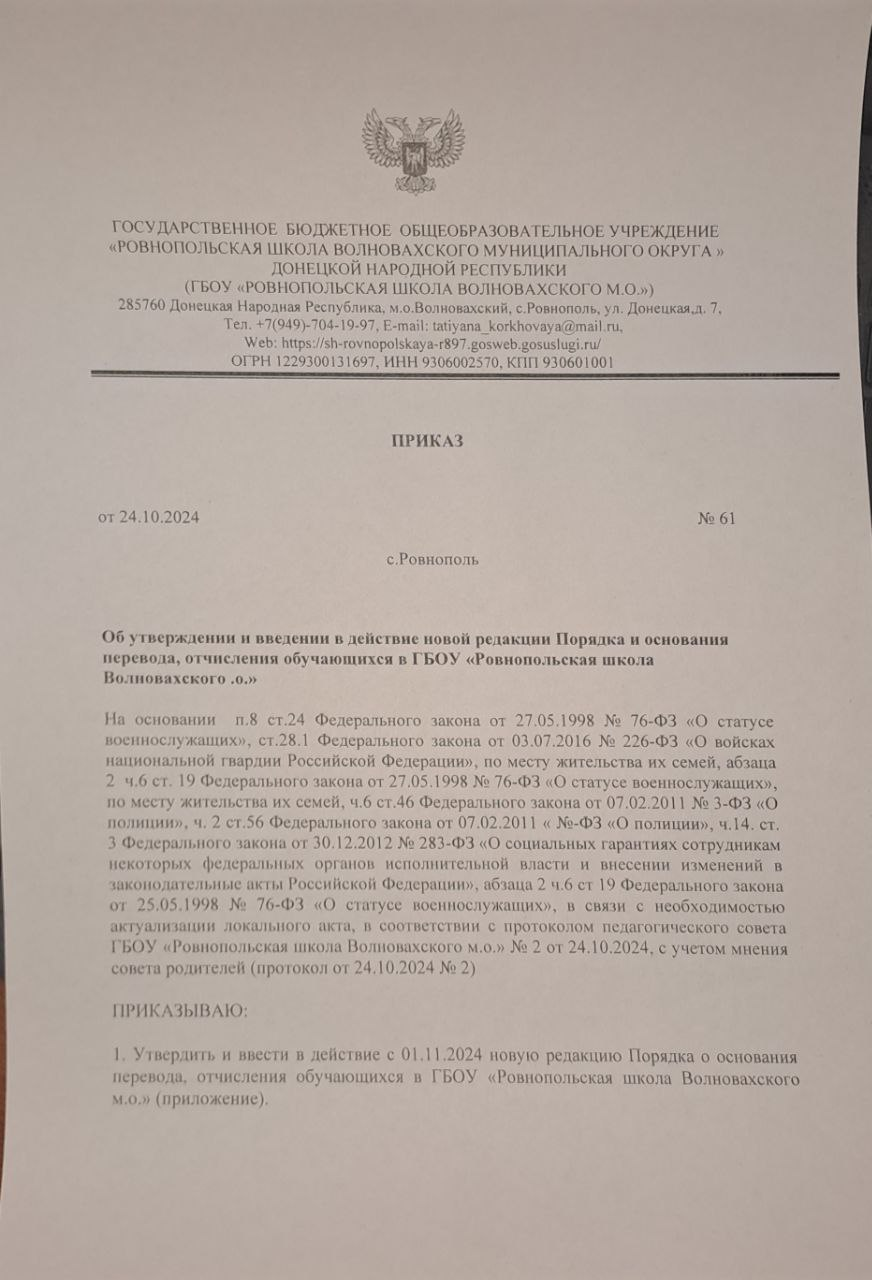 ГОСУДАРСТВЕННОЕ БЮДЖЕТНОЕ ОБЩЕОБРАЗОВАТЕЛЬНОЕ УЧРЕЖДЕНИЕ
«РОВНОПОЛЬСКАЯ ШКОЛА ВОЛНОВАХСКОГО МУНИЦИПАЛЬНОГО ОКРУГА »
ДОНЕЦКОЙ НАРОДНОЙ РЕСПУБЛИКИ
(ГБОУ «РОВНОПОЛЬСКАЯ ШКОЛА ВОЛНОВАХСКОГО М.О.»)
285760 Донецкая Народная Республика, м.о.Волновахский, с.Ровнополь, ул. Донецкая,д. 7,
Тел. +7(949)-704-19-97, E-mail: tatiyana_korkhovaya@mail.ru,
Web: https://sh-rovnopolskaya-r897.gosweb.gosuslugi.ru/
ОГРН 1229300131697, ИНН 9306002570, КПП 930601001
ПРИКАЗ
от 24.10.2024 № 61
с.Ровнополь
Об утверждении и введении в действие новой редакции Порядка и основания
перевода, отчисления обучающихся в ГБОУ «Ровнопольская школа
Волновахского .о.»
На основании п.8 ст.24 Федерального закона от 27.05.1998 № 76-ФЗ «О статусе
военнослужащих», ст.28.1 Федерального закона от 03.07.2016 № 226-ФЗ «О войсках
национальной гвардии Российской Федерации», по месту жительства их семей, абзаца
2 ч.6 ст. 19 Федерального закона от 27.05.1998 № 76-ФЗ «О статусе военнослужащих»,
по месту жительства их семей, ч.6 ст.46 Федерального закона от 07.02.2011 № 3-ФЗ «О
полиции», ч. 2 ст.56 Федерального закона от 07.02.2011 « №-ФЗ «О полиции», ч.14. ст.
3 Федерального закона от 30.12.2012 № 283-ФЗ «О социальных гарантиях сотрудникам
некоторых федеральных органов исполнительной власти и внесении изменений в
законодательные акты Российской Федерации», абзаца 2 ч.6 ст 19 Федерального закона
от 25.05.1998 № 76-ФЗ «О статусе военнослужащих», в связи с необходимостью
актуализации локального акта, в соответствии с протоколом педагогического совета
ГБОУ «Ровнопольская школа Волновахского м.о.» № 2 от 24.10.2024, с учетом мнения
совета родителей (протокол от 24.10.2024 № 2)
ПРИКАЗЫВАЮ:
1. Утвердить и ввести в действие с 01.11.2024 новую редакцию Порядка о основания
перевода, отчисления обучающихся в ГБОУ «Ровнопольская школа Волновахского
м.о.» (приложение).